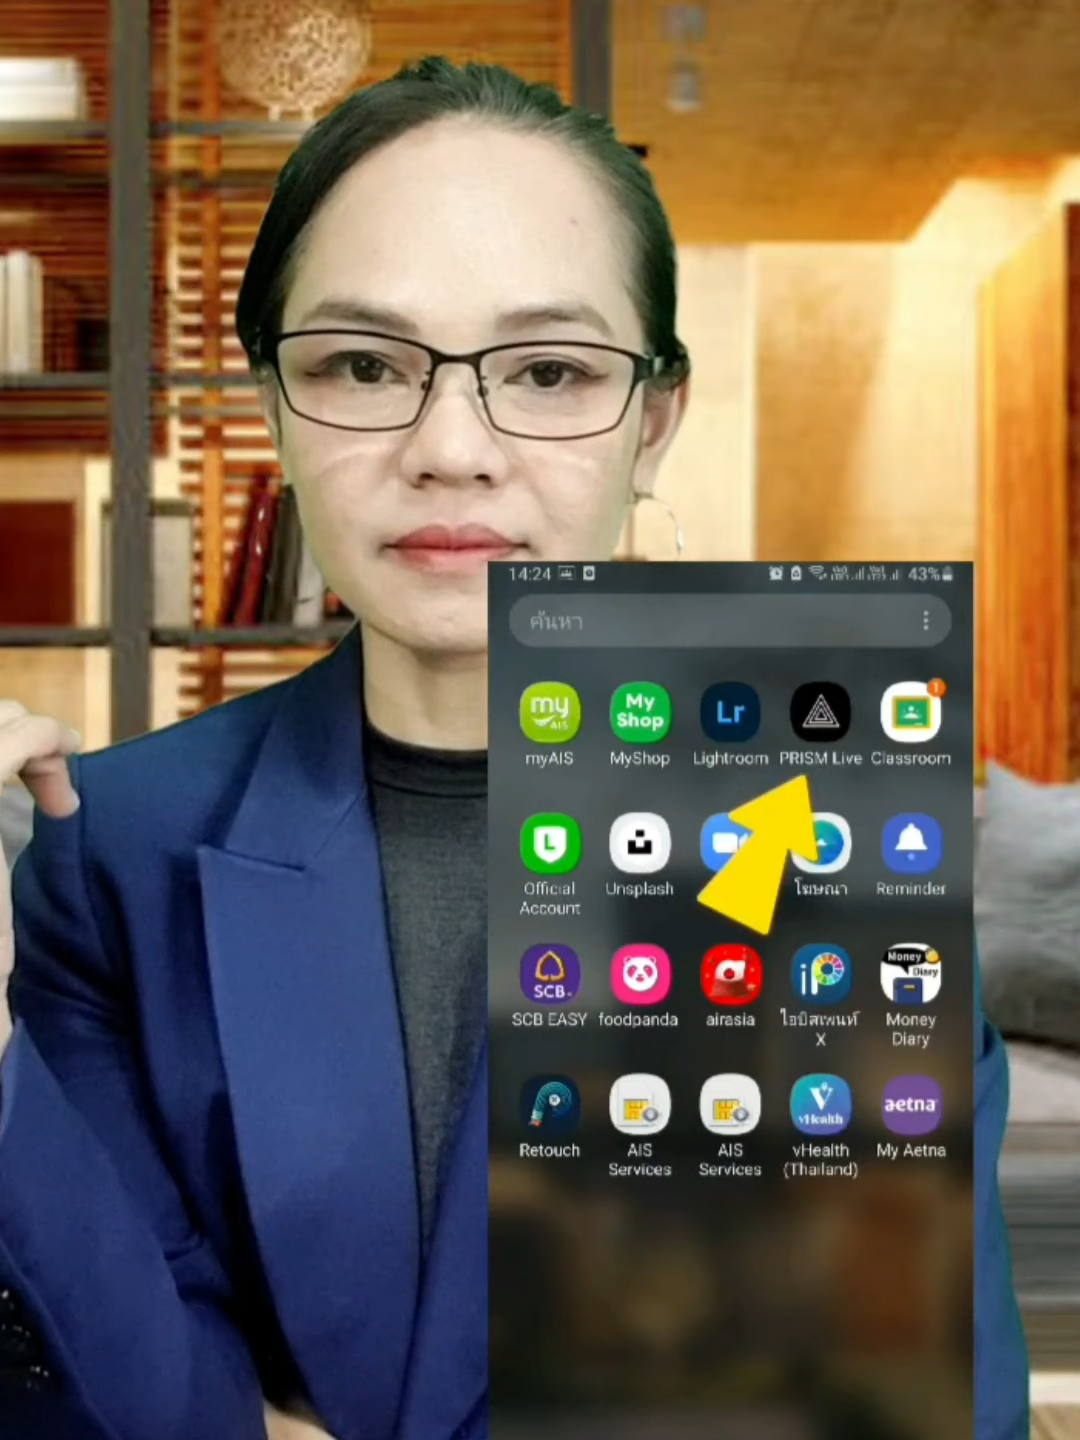 14:24
43%
ค้นหา
my
AIS
My
Shop
Lr
1
myAIS
MyShop
Lightroom
PRISM Live
Classroom
L
Official
Account
Unsplash
โฆษณา
Reminder
SCB
Money
Diary
SCB EASY
foodpanda
airasia
ไอบิสเพนท์
X
Money
Diary
V
vHealth
aetna
Retouch
AIS
Services
AIS
Services
vHealth
(Thailand)
My Aetna